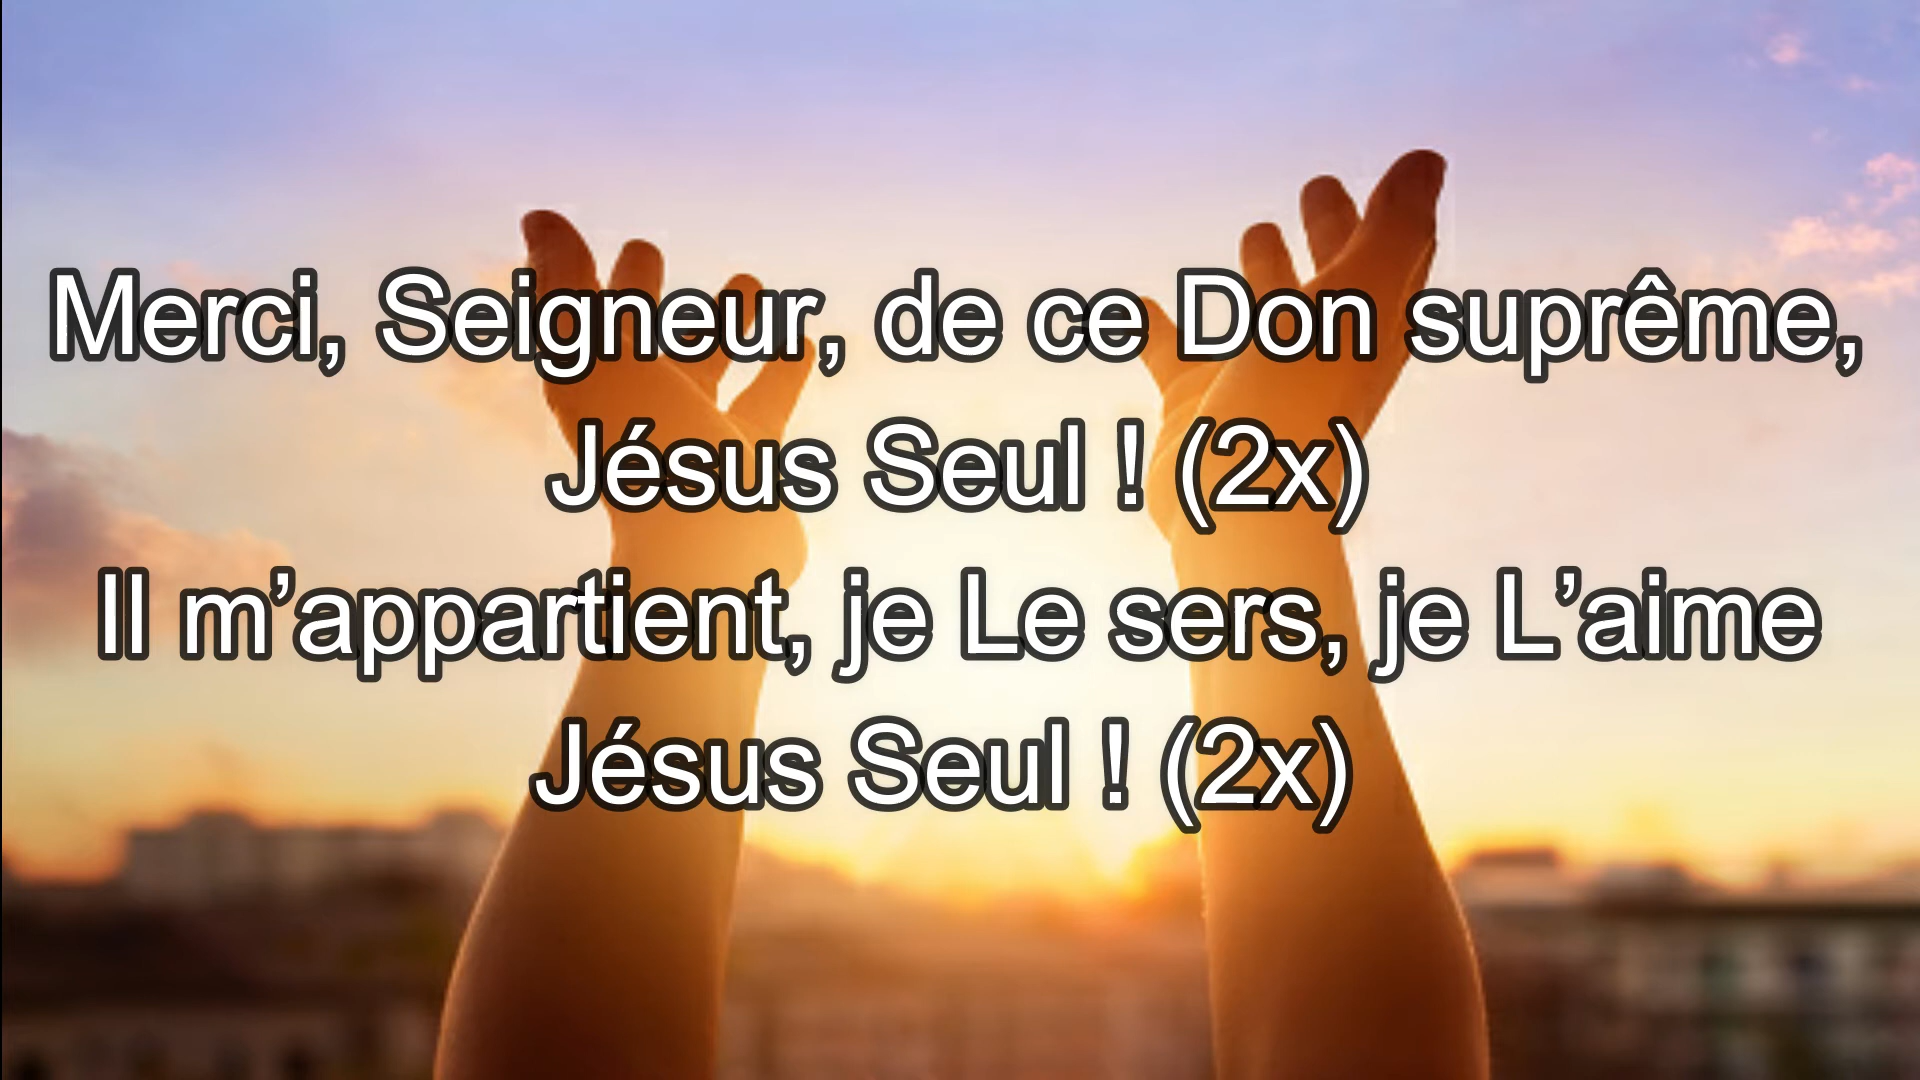 Merci, Seigneur, de ce Don suprême,
Jésus Seul ! (2x)
Il m’appartient, je Le sers, je L’aime
Jésus Seul ! (2x)